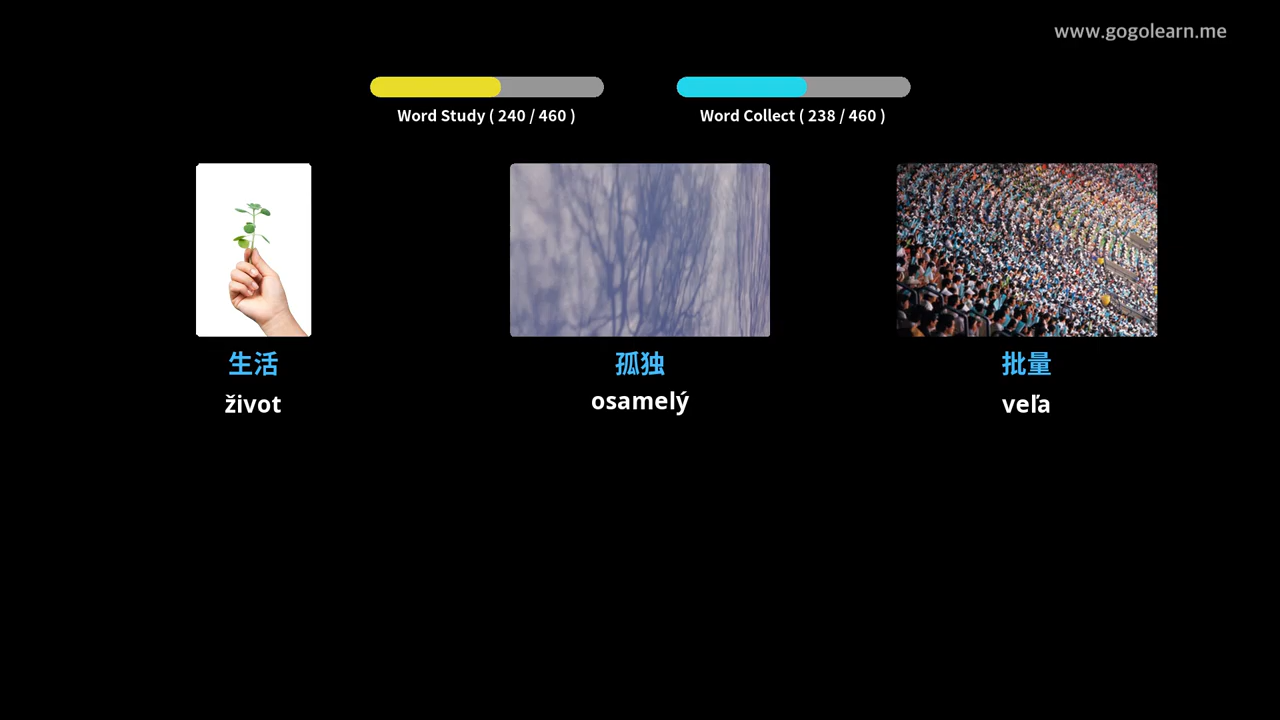 www.gogolearn.me
Word Study ( 240 / 460 )
Word Collect ( 238 / 460 )
生活
孤独
批量
život
osamelý
veľa